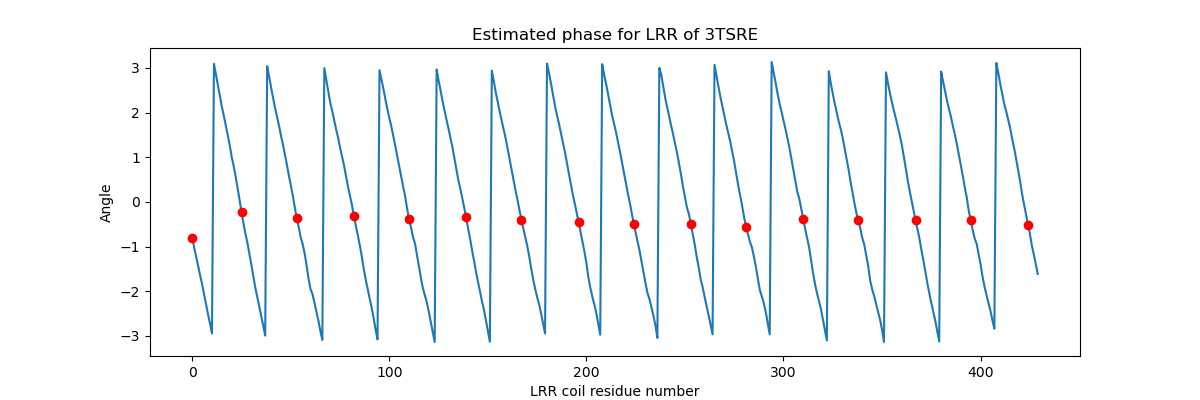 Estimated phase for LRR of 3TSRE
3
2
1
0
−1
−2
−3
Angle
0 100 200 300 400
LRR coil residue number